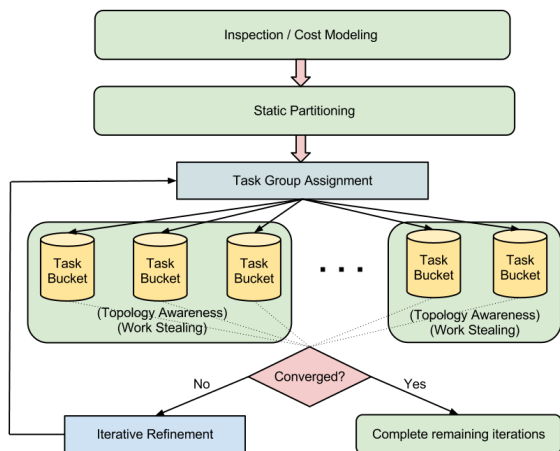 Inspection / Cost Modeling
Static Partitioning
Task Group Assignment
Task
Bucket
Task
Bucket
Task
Bucket
. . .
Task
Bucket
Task
Bucket
(Topology Awareness)
(Work Stealing)
(Topology Awareness)
(Work Stealing)
Converged?
No
Yes
Iterative Refinement
Complete remaining iterations